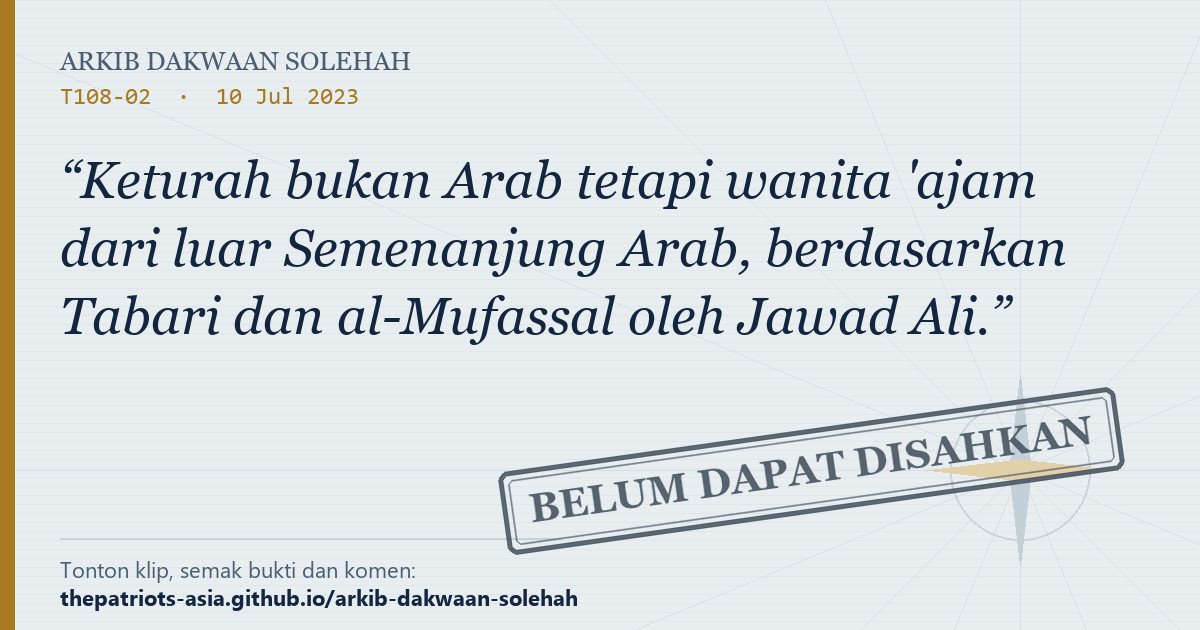 ARKIB DAKWAAN SOLEHAH
T108-02 · 10 Jul 2023
“Keturah bukan Arab tetapi wanita 'ajam
dari luar Semenanjung Arab, berdasarkan
Tabari dan al-Mufassal oleh Jawad Ali.”
BELUM DAPAT DISAHKAN
Tonton klip, semak bukti dan komen:
thepatriots-asia.github.io/arkib-dakwaan-solehah